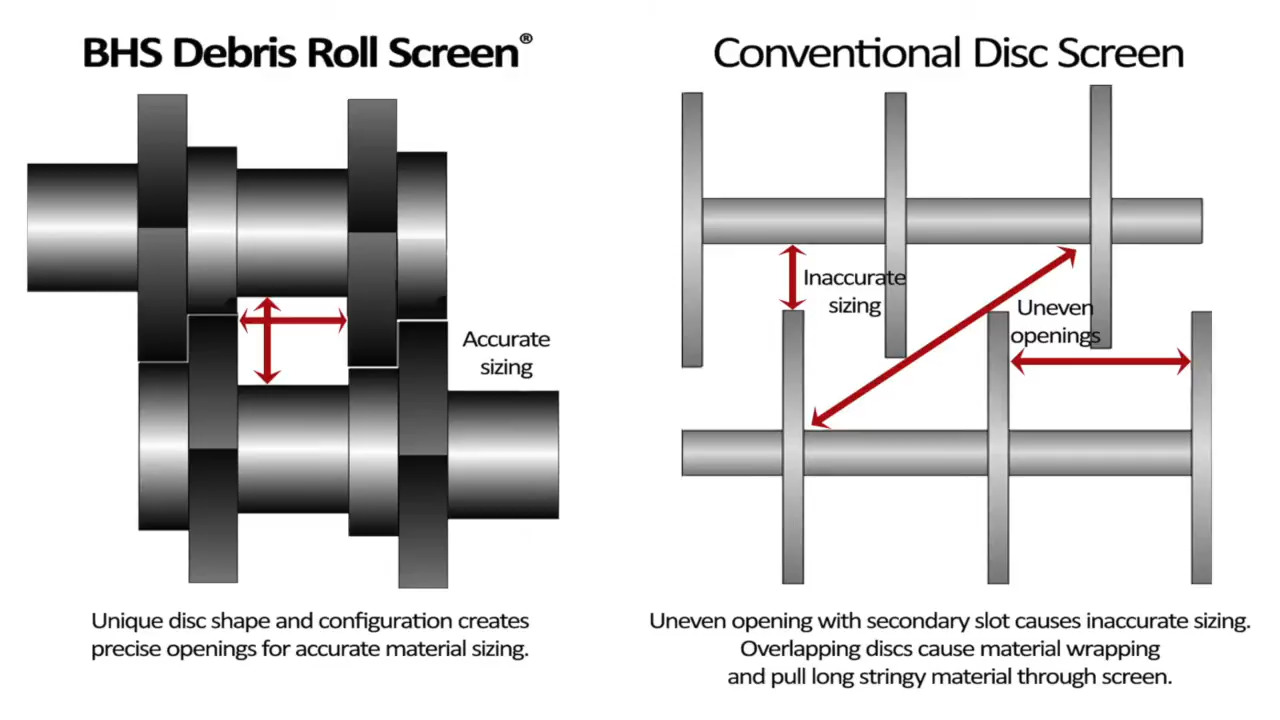 BHS Debris Roll Screen®
Conventional Disc Screen
Accurate
sizing
Inaccurate
sizing
Uneven
openings
Unique disc shape and configuration creates
precise openings for accurate material sizing.
Uneven opening with secondary slot causes inaccurate sizing.
Overlapping discs cause material wrapping
and pull long stringy material through screen.